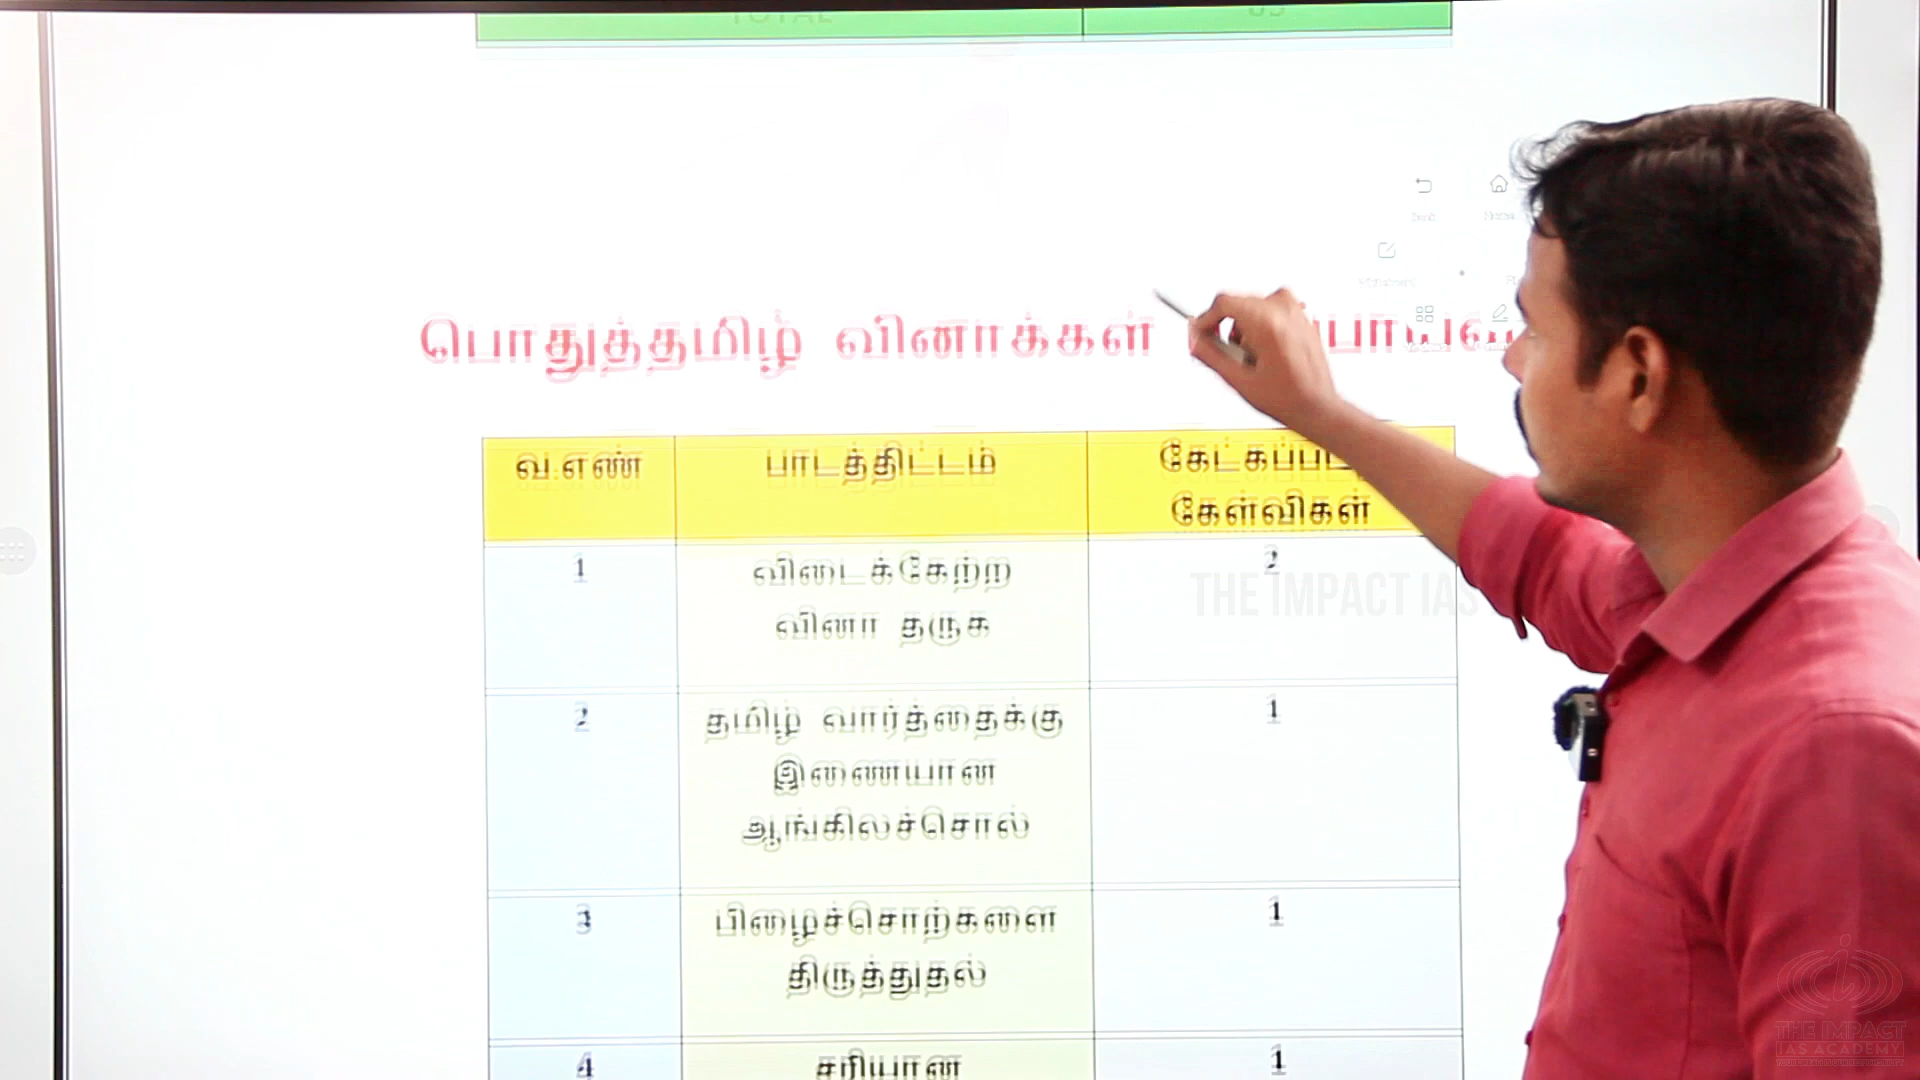 TOTAL
பொதுத்தமிழ் வினாக்கள்
வ.எண் பாடத்திட்டம்
கேள்விகள்
1 விடைக்கேற்ற வினா தருக 2
2 தமிழ் வார்த்தைக்கு இணையான ஆங்கிலச்சொல் 1
3 பிழைச்சொற்களை திருத்துதல் 1
4 சரியான 1
THE IMPACT IAS
THE IMPACT
IAS ACADEMY